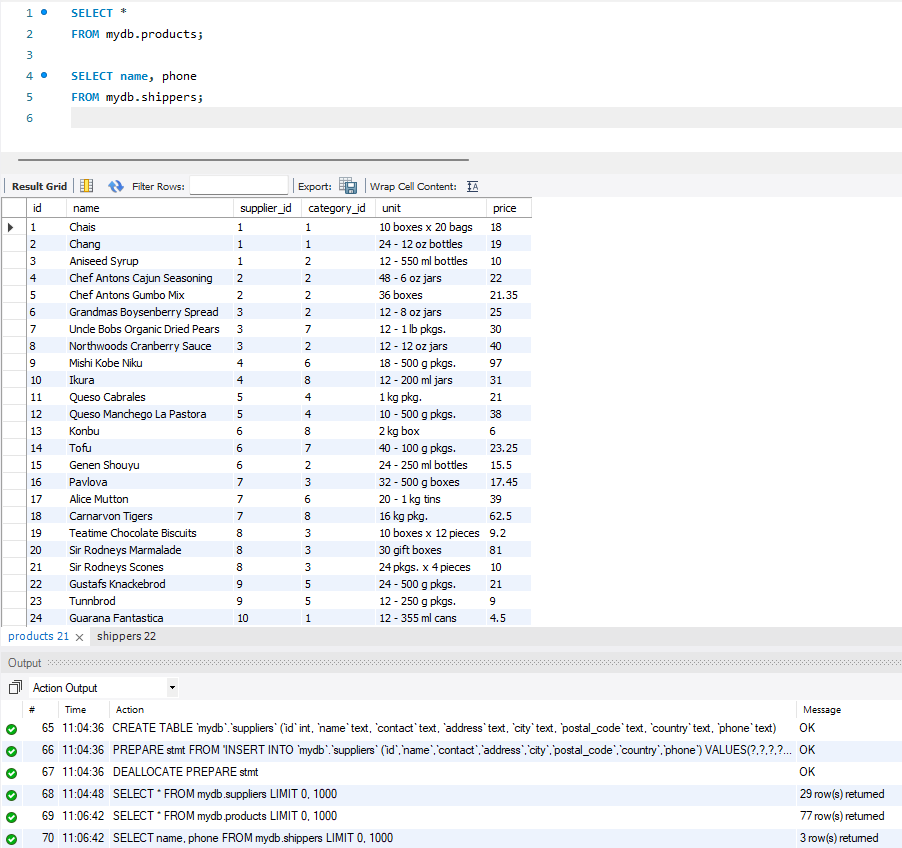 1 SELECT *
2 FROM mydb.products;
3
4 SELECT name, phone
5 FROM mydb.shippers;
6
Result Grid Filter Rows: Export: Wrap Cell Content:
id name supplier_id category_id unit price
1 Chais 1 1 10 boxes x 20 bags 18
2 Chang 1 1 24 - 12 oz bottles 19
3 Aniseed Syrup 1 2 12 - 550 ml bottles 10
4 Chef Antons Cajun Seasoning 2 2 48 - 6 oz jars 22
5 Chef Antons Gumbo Mix 2 2 36 boxes 21.35
6 Grandmas Boysenberry Spread 3 2 12 - 8 oz jars 25
7 Uncle Bobs Organic Dried Pears 3 7 12 - 1 lb pkgs. 30
8 Northwoods Cranberry Sauce 3 2 12 - 12 oz jars 40
9 Mishi Kobe Niku 4 6 18 - 500 g pkgs. 97
10 Ikura 4 8 12 - 200 ml jars 31
11 Queso Cabrales 5 4 1 kg pkg. 21
12 Queso Manchego La Pastora 5 4 10 - 500 g pkgs. 38
13 Konbu 6 8 2 kg box 6
14 Tofu 6 7 40 - 100 g pkgs. 23.25
15 Genen Shouyu 6 2 24 - 250 ml bottles 15.5
16 Pavlova 7 3 32 - 500 g boxes 17.45
17 Alice Mutton 7 6 20 - 1 kg tins 39
18 Carnarvon Tigers 7 8 16 kg pkg. 62.5
19 Teatime Chocolate Biscuits 8 3 10 boxes x 12 pieces 9.2
20 Sir Rodneys Marmalade 8 3 30 gift boxes 81
21 Sir Rodneys Scones 8 3 24 pkgs. x 4 pieces 10
22 Gustafs Knackebrod 9 5 24 - 500 g pkgs. 21
23 Tunnbrod 9 5 12 - 250 g pkgs. 9
24 Guarana Fantastica 10 1 12 - 355 ml cans 4.5
products 21 shippers 22
Output
Action Output
# Time Action Message
65 11:04:36 CREATE TABLE `mydb`.`suppliers` (`id` int, `name` text, `contact` text, `address` text, `city` text, `postal_code` text, `country` text, `phone` text) OK
66 11:04:36 PREPARE stmt FROM 'INSERT INTO `mydb`.`suppliers` (`id`,`name`,`contact`,`address`,`city`,`postal_code`,`country`,`phone`) VALUES(?,?,?,?... OK
67 11:04:36 DEALLOCATE PREPARE stmt OK
68 11:04:48 SELECT * FROM mydb.suppliers LIMIT 0, 1000 29 row(s) returned
69 11:06:42 SELECT * FROM mydb.products LIMIT 0, 1000 77 row(s) returned
70 11:06:42 SELECT name, phone FROM mydb.shippers LIMIT 0, 1000 3 row(s) returned